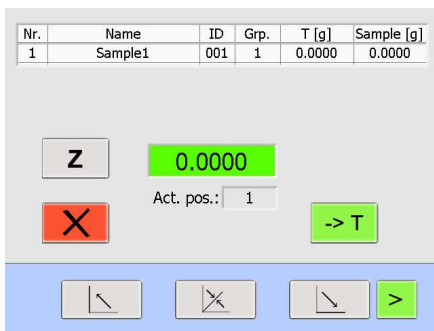 Nr. Name ID Grp. T [g] Sample [g]
1 Sample1 001 1 0.0000 0.0000
Z 0.0000
Act. pos.: 1
X -> T
>